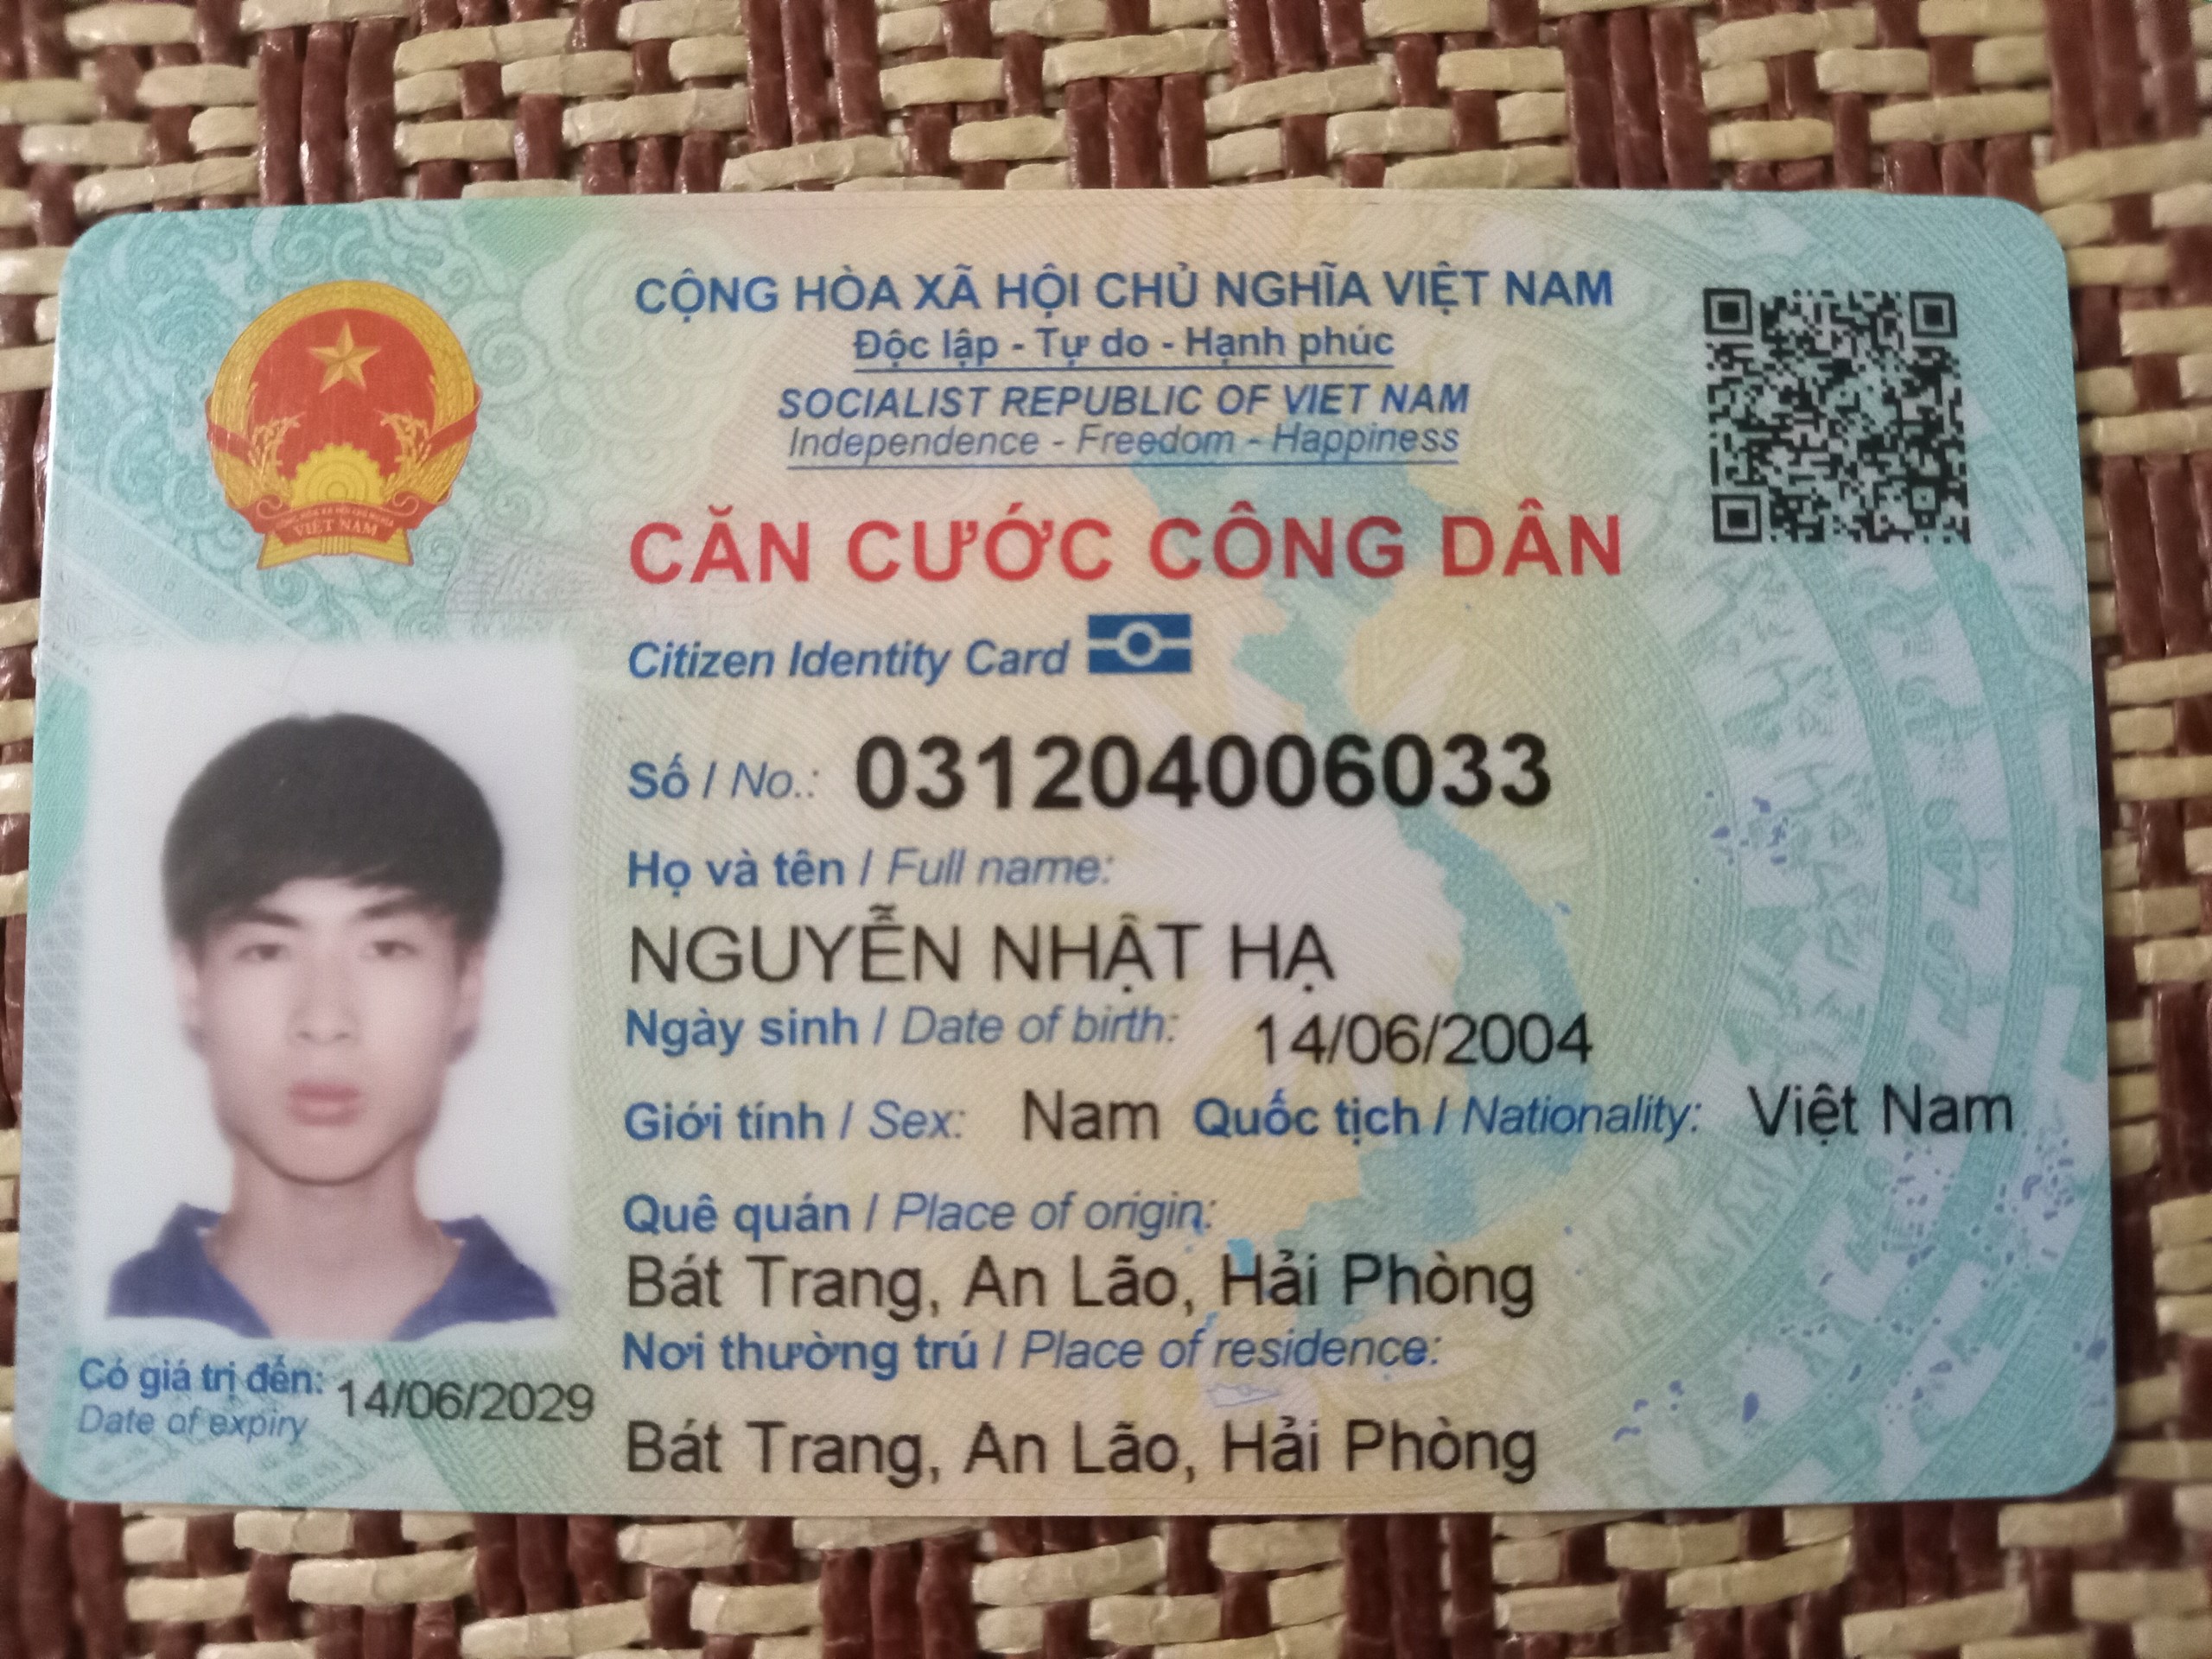 CỘNG HÒA XÃ HỘI CHỦ NGHĨA VIỆT NAM
Độc lập - Tự do - Hạnh phúc
SOCIALIST REPUBLIC OF VIET NAM
Independence - Freedom - Happiness
VIỆT NAM
CĂN CƯỚC CÔNG DÂN
Citizen Identity Card
Số / No.: 031204006033
Họ và tên / Full name:
NGUYỄN NHẬT HẠ
Ngày sinh / Date of birth: 14/06/2004
Giới tính / Sex: Nam Quốc tịch / Nationality: Việt Nam
Quê quán / Place of origin:
Bát Trang, An Lão, Hải Phòng
Nơi thường trú / Place of residence:
Bát Trang, An Lão, Hải Phòng
Có giá trị đến: 14/06/2029
Date of expiry